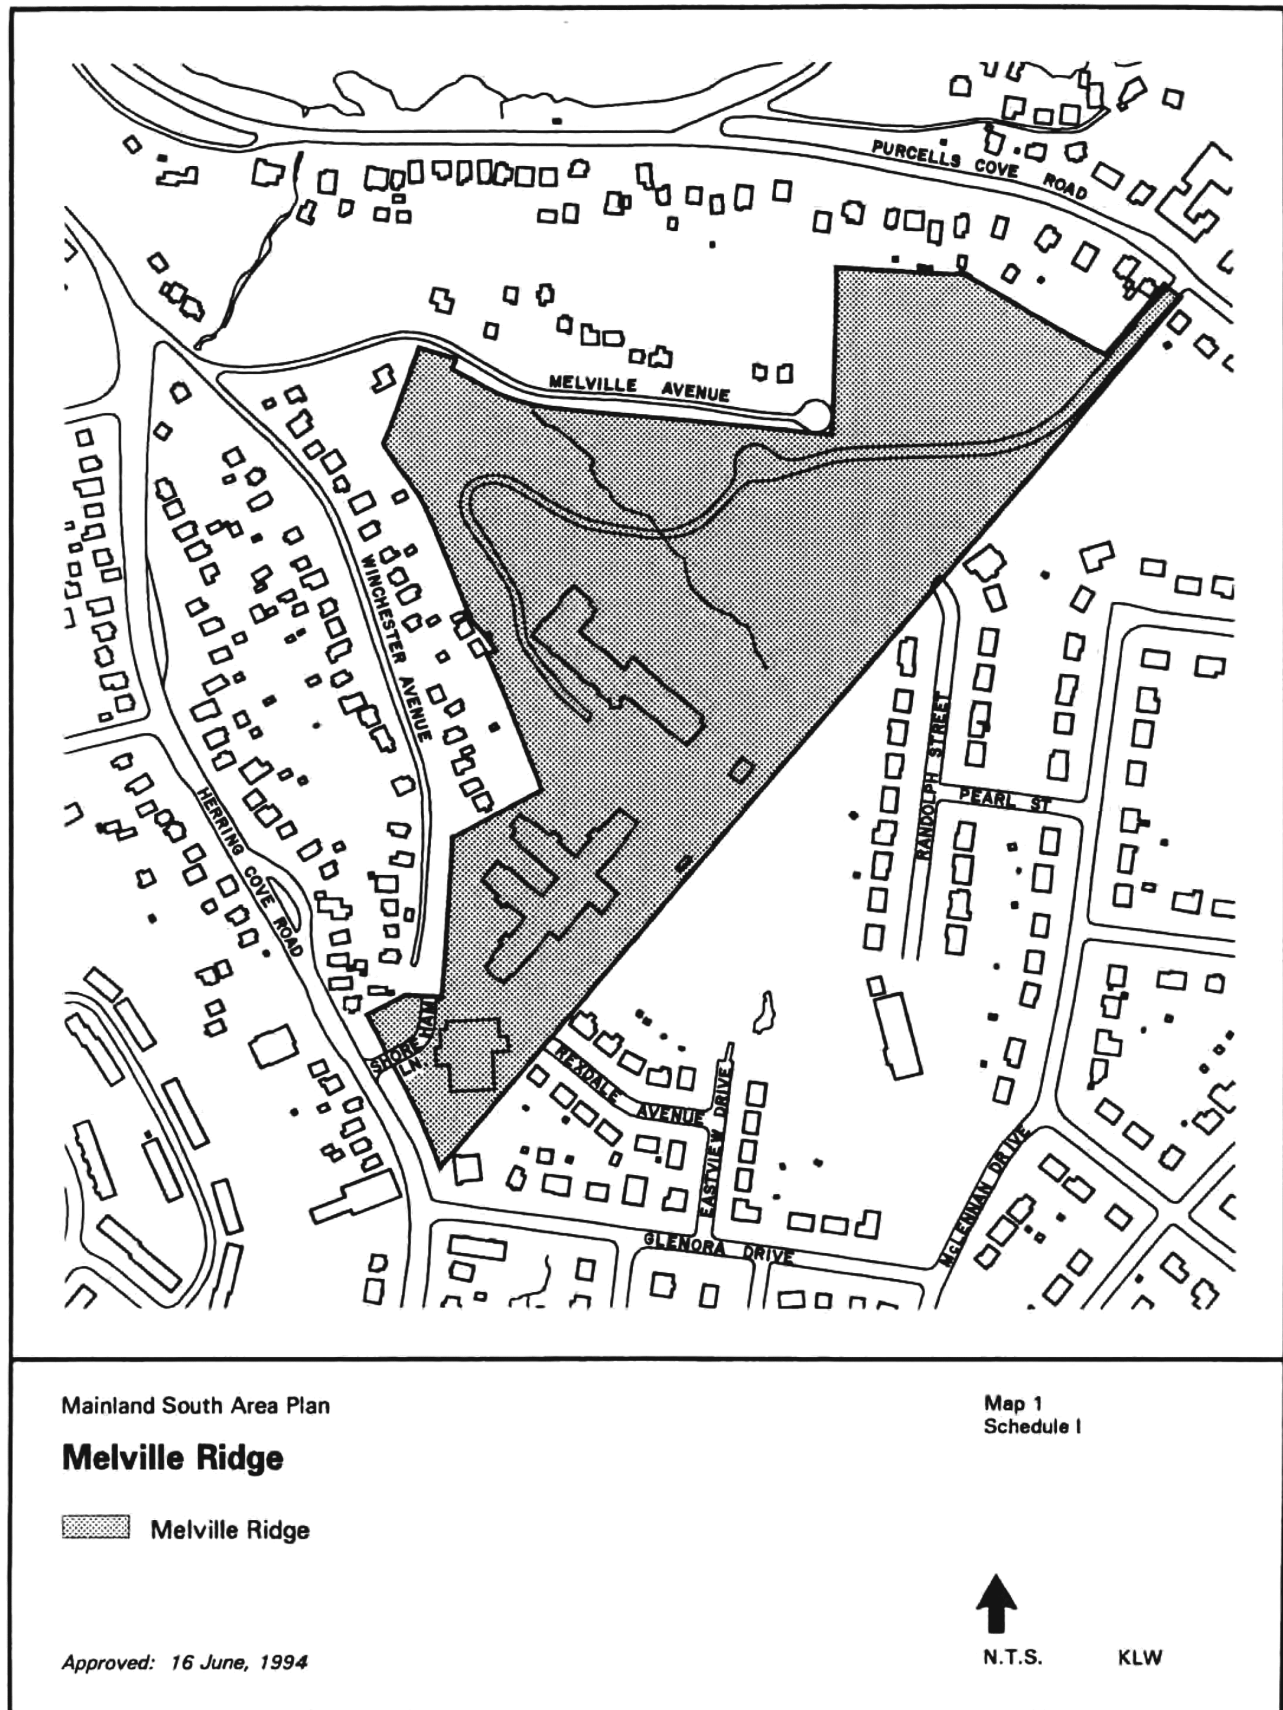 PURCELLS COVE ROAD
MELVILLE AVENUE
WINCHESTER AVENUE
RANDOLPH STREET
PEARL ST
HERRING COVE ROAD
SHOREHAM
LN.
REXDALE AVENUE
EASTVIEW DRIVE
McLENNAN DRIVE
GLENORA DRIVE
Mainland South Area Plan
Map 1
Schedule I
Melville Ridge
Melville Ridge
Approved: 16 June, 1994
N.T.S.
KLW